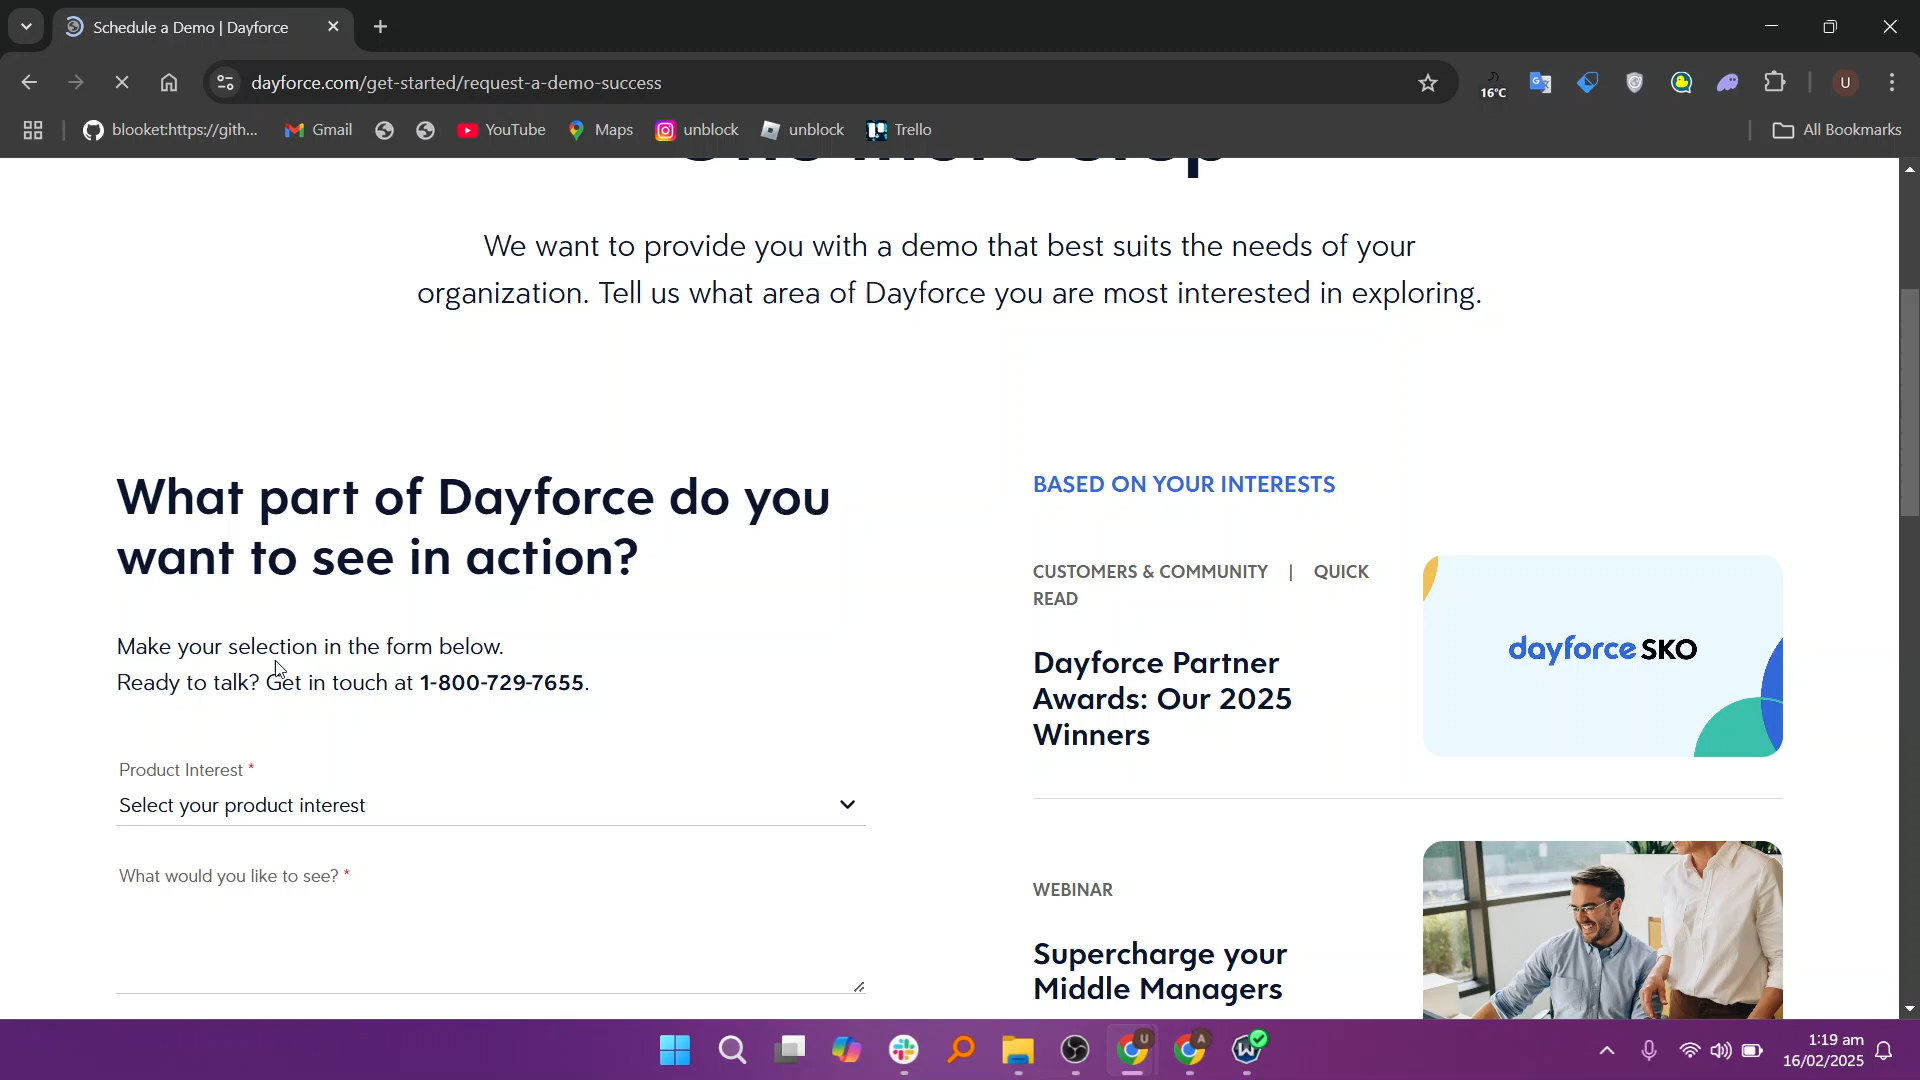 Schedule a Demo | Dayforce
dayforce.com/get-started/request-a-demo-success
16°C
U
blooket:https://gith...
Gmail
YouTube
Maps
unblock
unblock
Trello
All Bookmarks
We want to provide you with a demo that best suits the needs of your
organization. Tell us what area of Dayforce you are most interested in exploring.
What part of Dayforce do you
want to see in action?
Make your selection in the form below.
Ready to talk? Get in touch at 1-800-729-7655.
Product Interest *
Select your product interest
What would you like to see? *
BASED ON YOUR INTERESTS
CUSTOMERS & COMMUNITY | QUICK
READ
Dayforce Partner
Awards: Our 2025
Winners
dayforce SKO
WEBINAR
Supercharge your
Middle Managers
U
A
1:19 am
16/02/2025